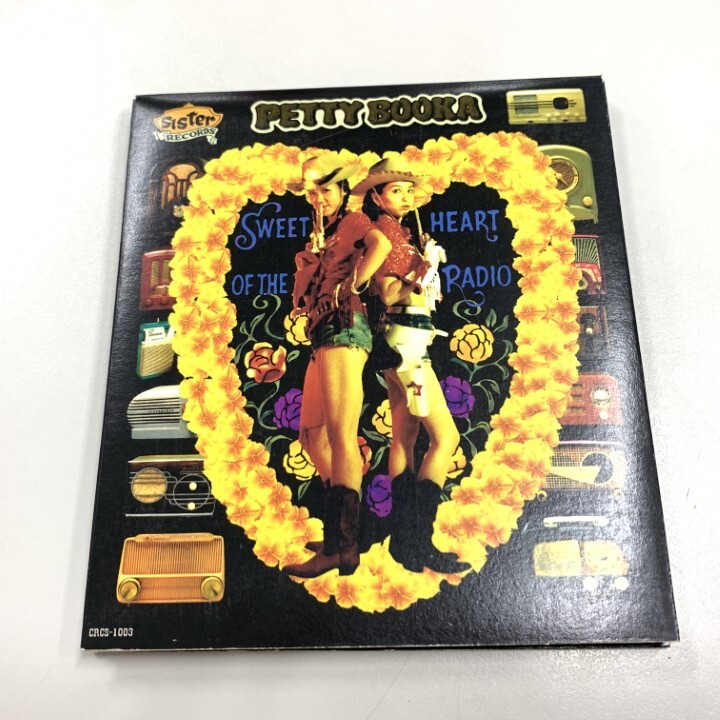 Sister
RECORDS
PETTY BOOKA
SWEET HEART
OF THE RADIO
CRCS-1003